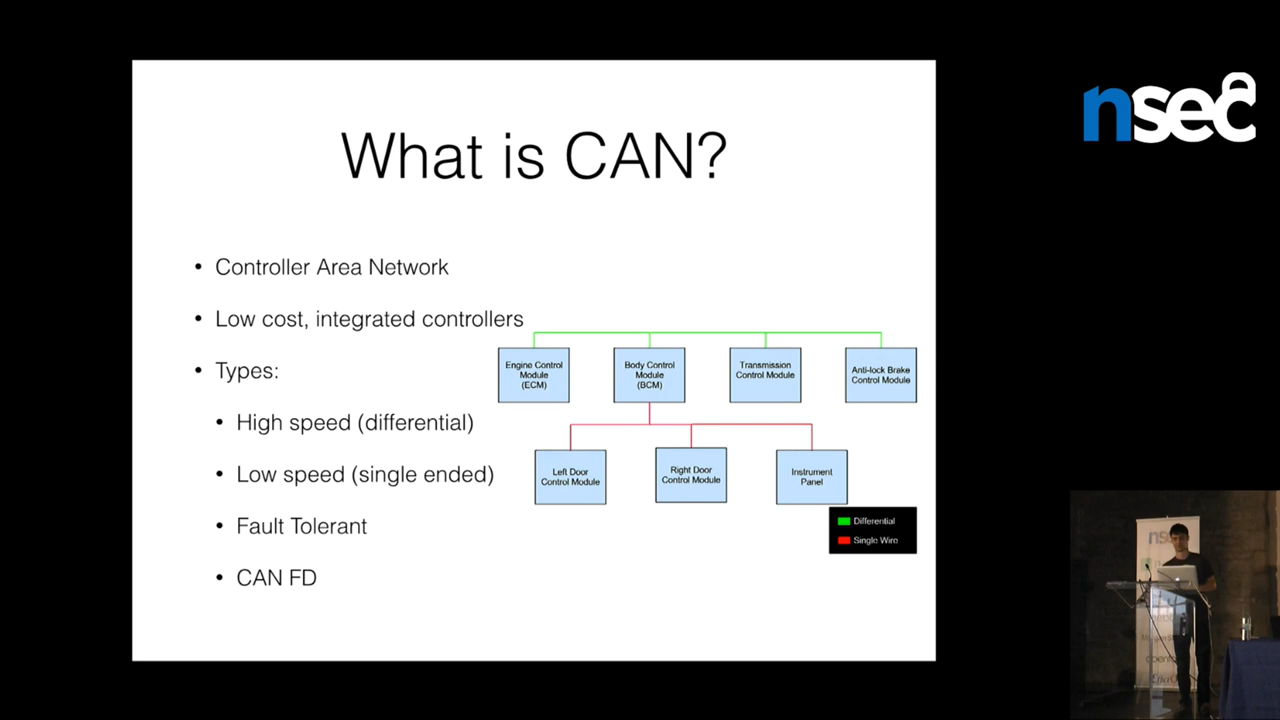 What is CAN?
nsec
• Controller Area Network
• Low cost, integrated controllers
• Types:
• High speed (differential)
• Low speed (single ended)
• Fault Tolerant
• CAN FD
Engine Control
Module
(ECM)
Body Control
Module
(BCM)
Transmission
Control Module
Anti-lock Brake
Control Module
Left Door
Control Module
Right Door
Control Module
Instrument
Panel
Differential
Single Wire
nsec